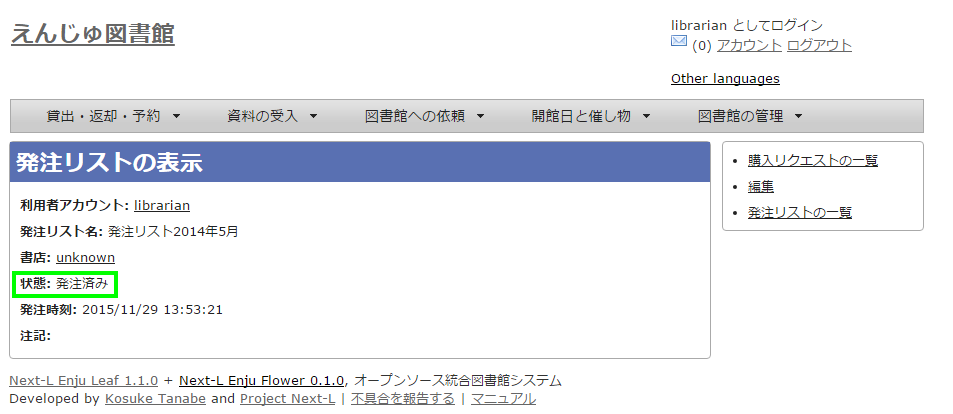 えんじゅ図書館
librarian としてログイン
(0) アカウント ログアウト
Other languages
貸出・返却・予約 ▼ 資料の受入 ▼ 図書館への依頼 ▼ 開館日と催し物 ▼ 図書館の管理 ▼
発注リストの表示
利用者アカウント: librarian
発注リスト名: 発注リスト2014年5月
書店: unknown
状態: 発注済み
発注時刻: 2015/11/29 13:53:21
注記:
• 購入リクエストの一覧
• 編集
• 発注リストの一覧
Next-L Enju Leaf 1.1.0 + Next-L Enju Flower 0.1.0, オープンソース統合図書館システム
Developed by Kosuke Tanabe and Project Next-L | 不具合を報告する | マニュアル